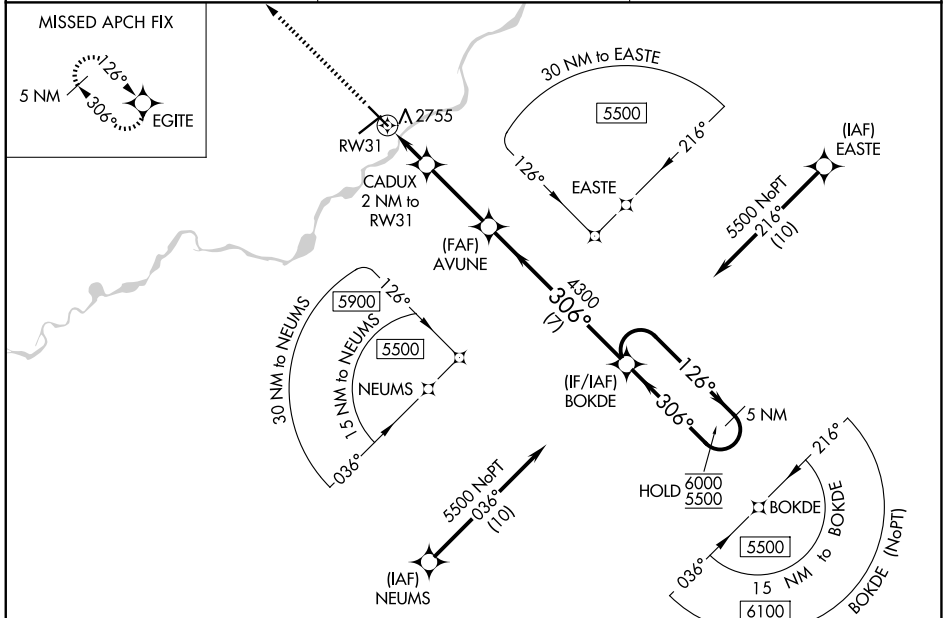 MISSED APCH FIX
126°
5 NM
306°
EGITE
2755
RW31
CADUX
2 NM to
RW31
(FAF)
AVUNE
30 NM to EASTE
5500
126°
216°
EASTE
(IAF)
EASTE
5500 NoPT
216°
(10)
4300
306°
(7)
(IF/IAF)
BOKDE
126°
306°
5 NM
HOLD 6000
5500
30 NM to NEUMS
5900
126°
15 NM to NEUMS
5500
NEUMS
036°
5500 NoPT
036°
(10)
(IAF)
NEUMS
216°
BOKDE
036°
5500
15 NM to BOKDE
6100
BOKDE (NoPT)